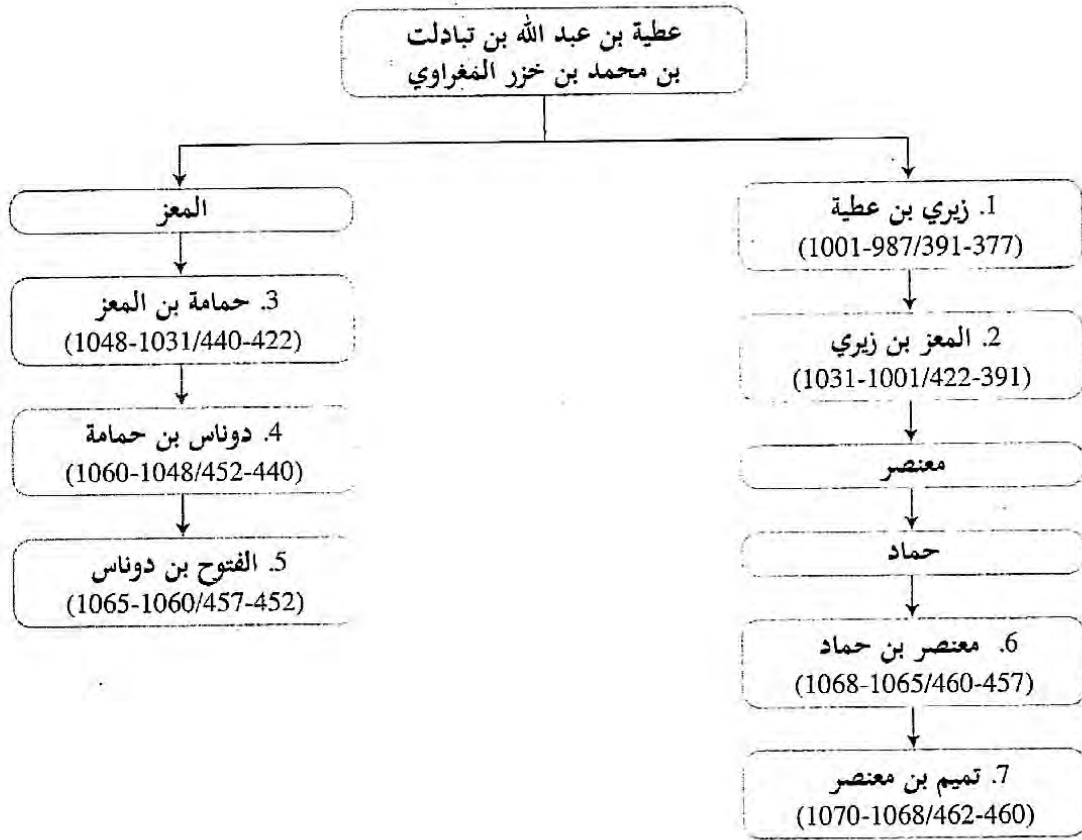 عطية بن عبد الله بن تبادلت
بن محمد بن خزر المغراوي
1. زيري بن عطية
(377-391/987-1001)
2. المعز بن زيري
(391-422/1001-1031)
معنصر
حماد
6. معنصر بن حماد
(457-460/1065-1068)
7. تميم بن معنصر
(460-462/1068-1070)
المعز
3. حمامة بن المعز
(422-440/1031-1048)
4. دوناس بن حمامة
(440-452/1048-1060)
5. الفتوح بن دوناس
(452-457/1060-1065)